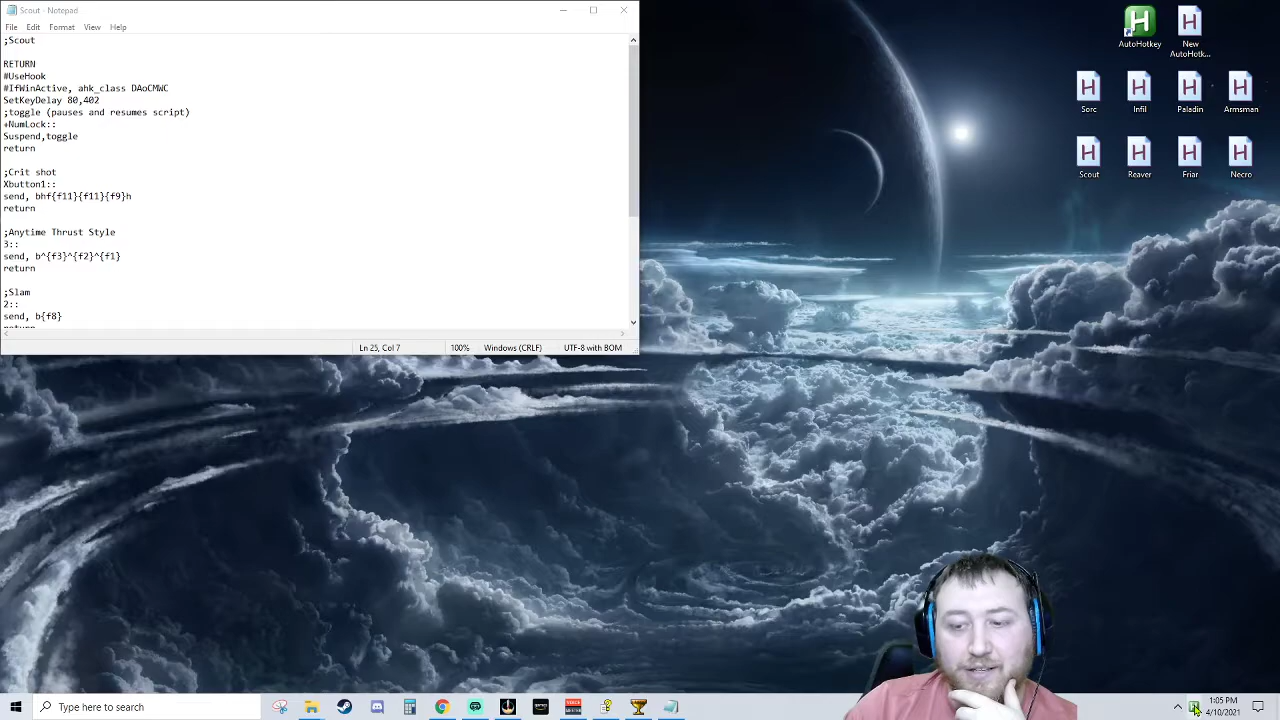 Scout - Notepad
File Edit Format View Help
;Scout
RETURN
#UseHook
#IfWinActive, ahk_class DAoCMWC
SetKeyDelay 80,402
;toggle (pauses and resumes script)
+NumLock::
Suspend,toggle
return
;Crit shot
Xbutton1::
send, bhf{f11}{f11}{f9}h
return
;Anytime Thrust Style
3::
send, b^{f3}^{f2}^{f1}
return
;Slam
2::
send, b{f8}
return
Ln 25, Col 7 100% Windows (CRLF) UTF-8 with BOM
AutoHotkey
New AutoHotk...
Sorc Infil Paladin Armsman
Scout Reaver Friar Necro
Type here to search
1:05 PM
4/10/2021